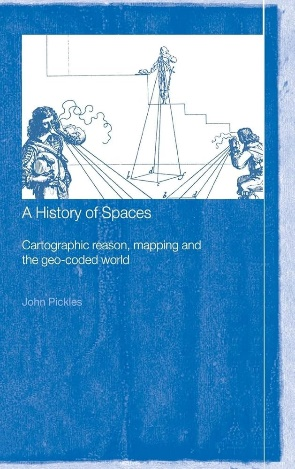 A History of Spaces
Cartographic reason, mapping and
the geo-coded world
John Pickles